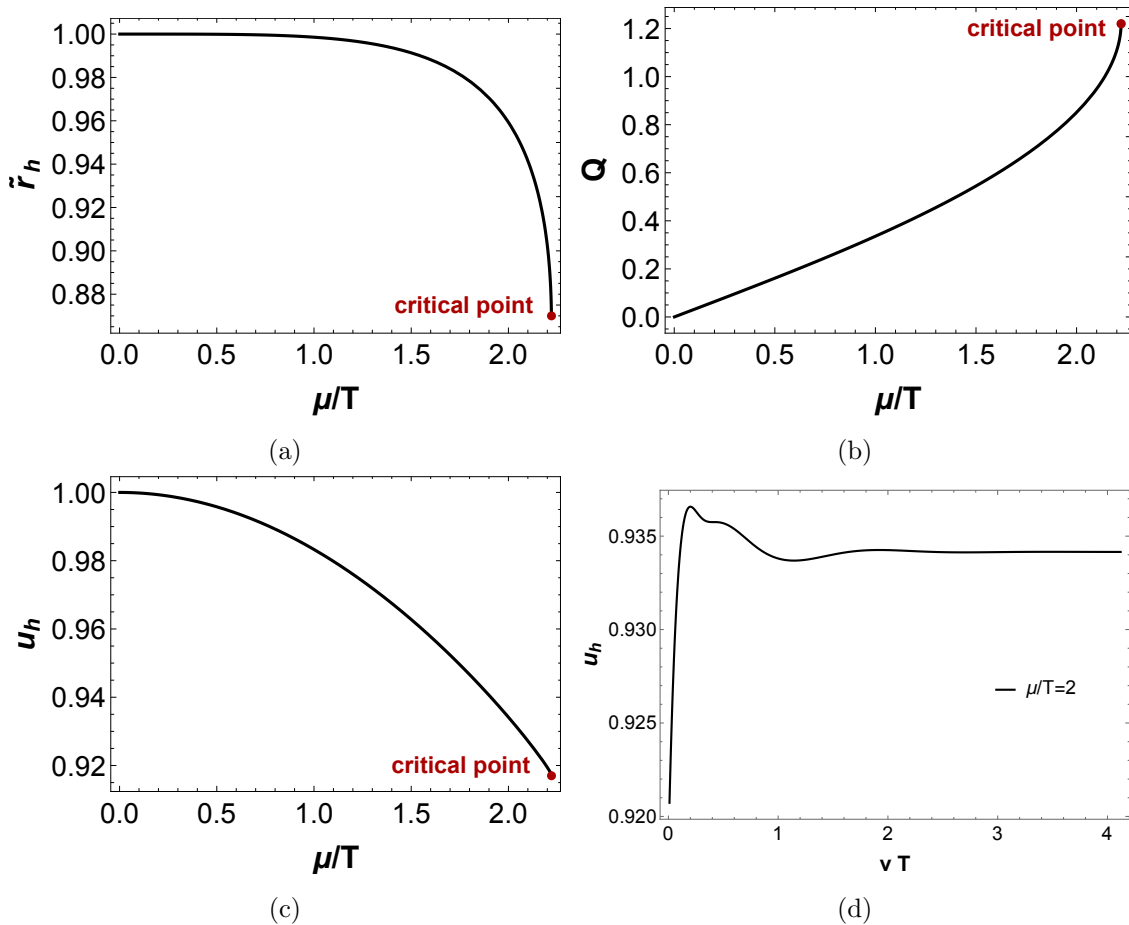 1.00
0.98
0.96
0.94
0.92
0.90
0.88
r̃h
critical point
0.0 0.5 1.0 1.5 2.0
μ/T
(a)
1.2
1.0
0.8
0.6
0.4
0.2
0.0
Q
critical point
0.0 0.5 1.0 1.5 2.0
μ/T
(b)
1.00
0.98
0.96
0.94
0.92
uh
critical point
0.0 0.5 1.0 1.5 2.0
μ/T
(c)
0.935
0.930
0.925
0.920
uh
μ/T=2
0 1 2 3 4
v T
(d)